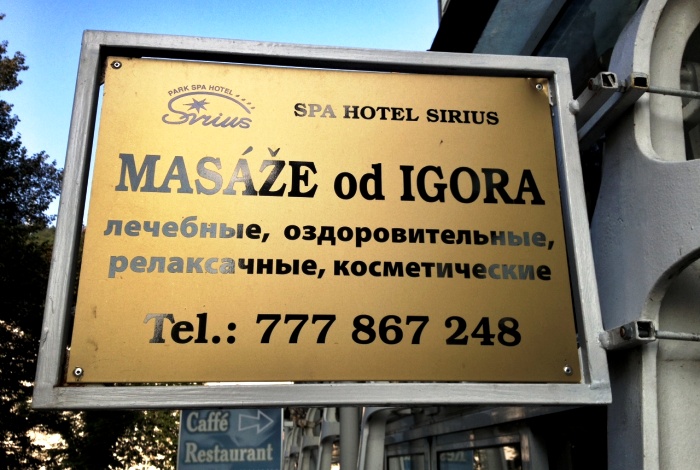 PARK SPA HOTEL
Sirius
SPA HOTEL SIRIUS
MASÁŽE od IGORA
лечебные, оздоровительные,
релаксачные, косметические
Tel.: 777 867 248
Caffé
Restaurant